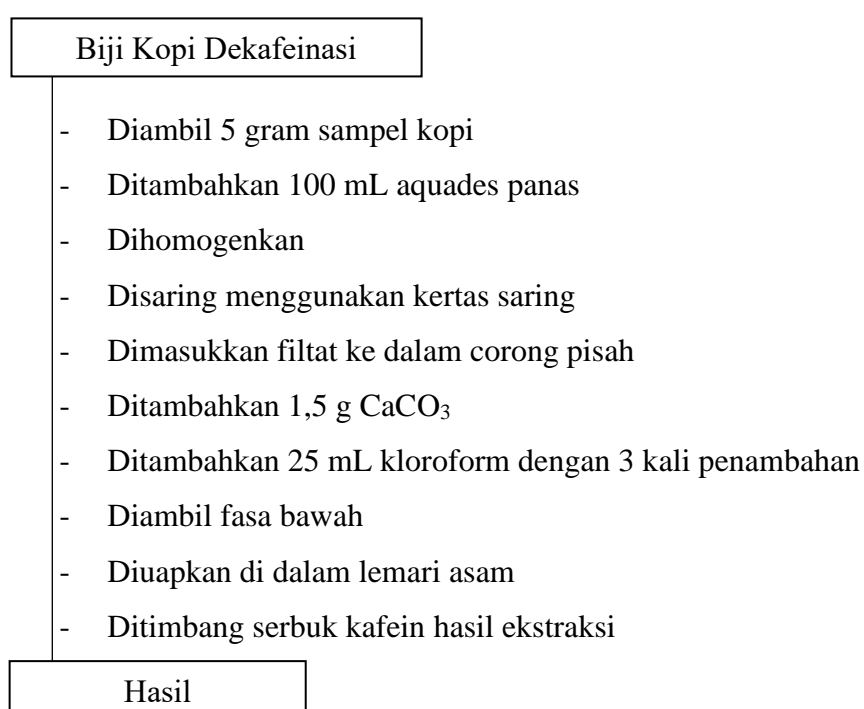 Biji Kopi Dekafeinasi
- Diambil 5 gram sampel kopi
- Ditambahkan 100 mL aquades panas
- Dihomogenkan
- Disaring menggunakan kertas saring
- Dimasukkan filtat ke dalam corong pisah
- Ditambahkan 1,5 g CaCO₃
- Ditambahkan 25 mL kloroform dengan 3 kali penambahan
- Diambil fasa bawah
- Diuapkan di dalam lemari asam
- Ditimbang serbuk kafein hasil ekstraksi
Hasil